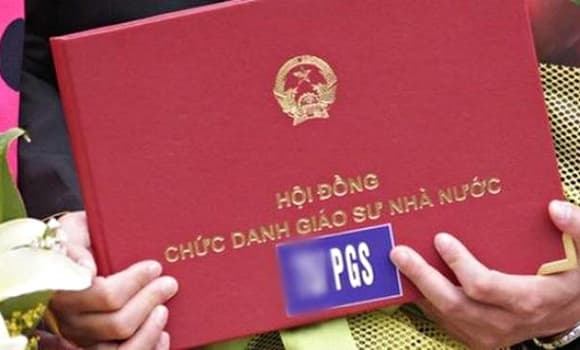 HỘI ĐỒNG
CHỨC DANH GIÁO SƯ NHÀ NƯỚC
PGS